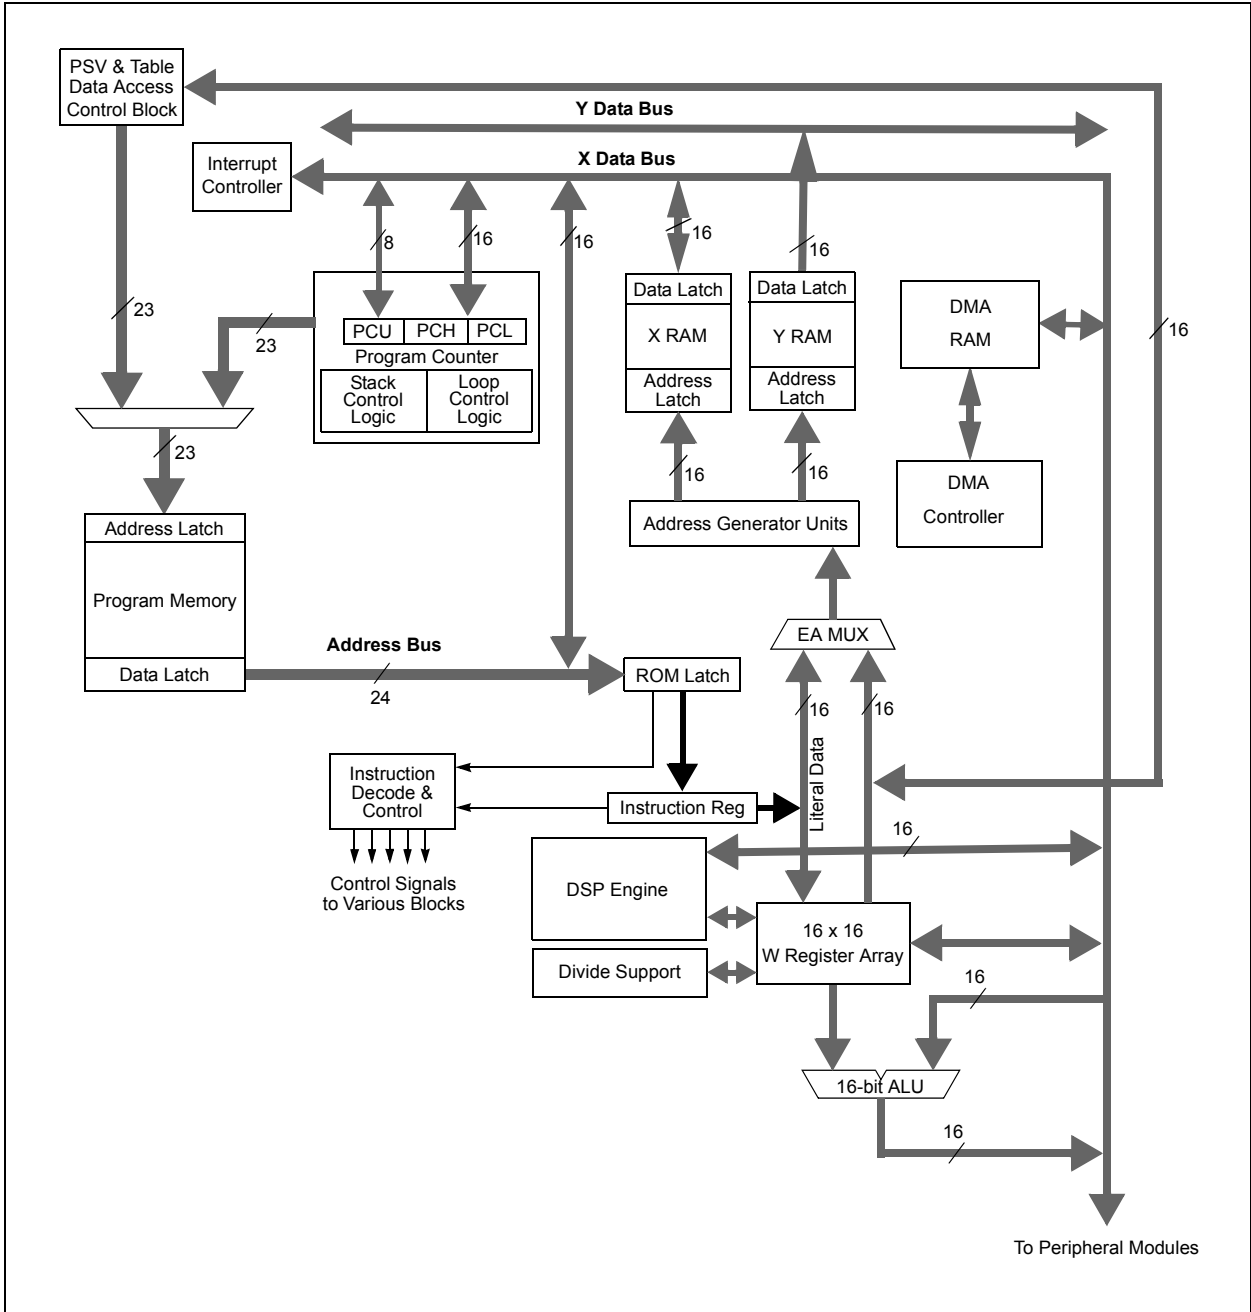 PSV & Table
Data Access
Control Block
Y Data Bus
X Data Bus
Interrupt
Controller
8
16
16
16
16
23
23
16
PCU
PCH
PCL
Program Counter
Stack
Control
Logic
Loop
Control
Logic
Data Latch
X RAM
Address
Latch
Data Latch
Y RAM
Address
Latch
DMA
RAM
23
16
16
DMA
Controller
Address Generator Units
Address Latch
Program Memory
Data Latch
Address Bus
24
EA MUX
ROM Latch
16
16
Literal Data
Instruction
Decode &
Control
Instruction Reg
Control Signals
to Various Blocks
16
DSP Engine
16 x 16
W Register Array
Divide Support
16
16-bit ALU
16
To Peripheral Modules